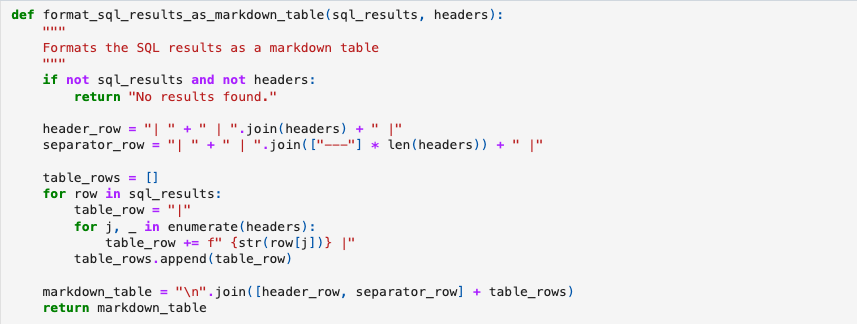 def format_sql_results_as_markdown_table(sql_results, headers):
    """
    Formats the SQL results as a markdown table
    """
    if not sql_results and not headers:
        return "No results found."

    header_row = "| " + " | ".join(headers) + " |"
    separator_row = "| " + " | ".join(["---"] * len(headers)) + " |"

    table_rows = []
    for row in sql_results:
        table_row = "|"
        for j, _ in enumerate(headers):
            table_row += f" {str(row[j])} |"
        table_rows.append(table_row)

    markdown_table = "\n".join([header_row, separator_row] + table_rows)
    return markdown_table